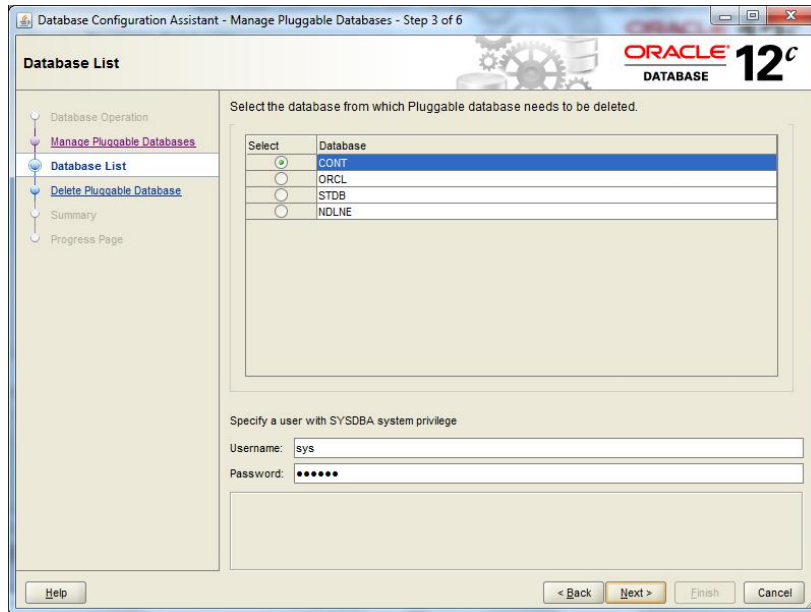 Database Configuration Assistant - Manage Pluggable Databases - Step 3 of 6
Database List
ORACLE 12c
DATABASE
Database Operation
Manage Pluggable Databases
Database List
Delete Pluggable Database
Summary
Progress Page
Select the database from which Pluggable database needs to be deleted.
Select Database
CONT
ORCL
STDB
NDLNE
Specify a user with SYSDBA system privilege
Username: sys
Password: ●●●●●●
Help < Back Next > Finish Cancel